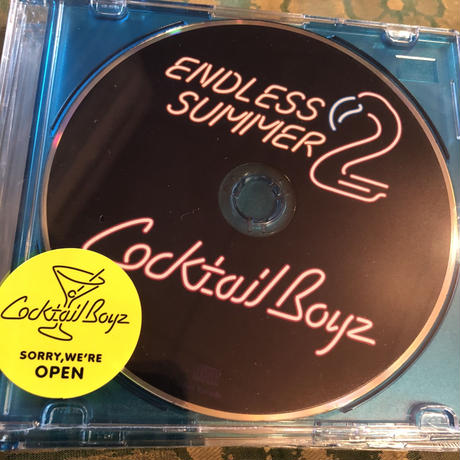 ENDLESS
SUMMER 2
Cocktail Boyz
Cocktail Boyz
SORRY, WE'RE
OPEN